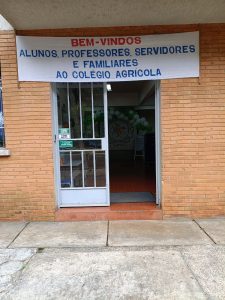 BEM-VINDOS
ALUNOS, PROFESSORES, SERVIDORES
E FAMILIARES
AO COLÉGIO AGRÍCOLA